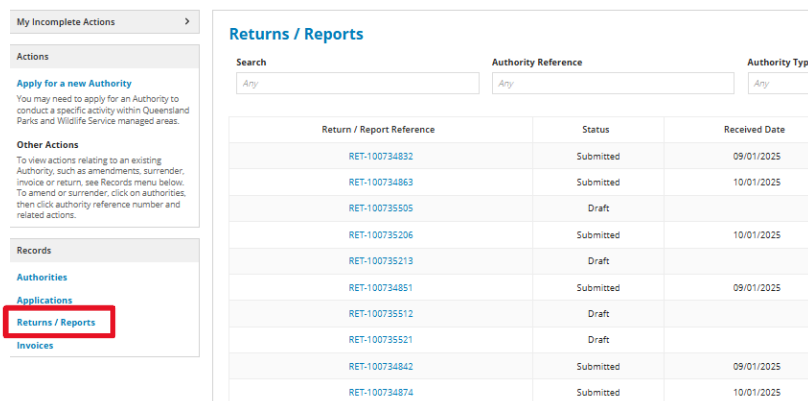 My Incomplete Actions
Actions
Apply for a new Authority
You may need to apply for an Authority to
conduct a specific activity within Queensland
Parks and Wildlife Service managed areas.
Other Actions
To view actions relating to an existing
Authority, such as amendments, surrender,
invoice or return, see Records menu below.
To amend or surrender, click on authorities,
then click authority reference number and
related actions.
Records
Authorities
Applications
Returns / Reports
Invoices
Returns / Reports
Search Authority Reference Authority Typ
Any Any Any
Return / Report Reference Status Received Date
RET-100734832 Submitted 09/01/2025
RET-100734863 Submitted 10/01/2025
RET-100735505 Draft
RET-100735206 Submitted 10/01/2025
RET-100735213 Draft
RET-100734851 Submitted 09/01/2025
RET-100735512 Draft
RET-100735521 Draft
RET-100734842 Submitted 09/01/2025
RET-100734874 Submitted 10/01/2025